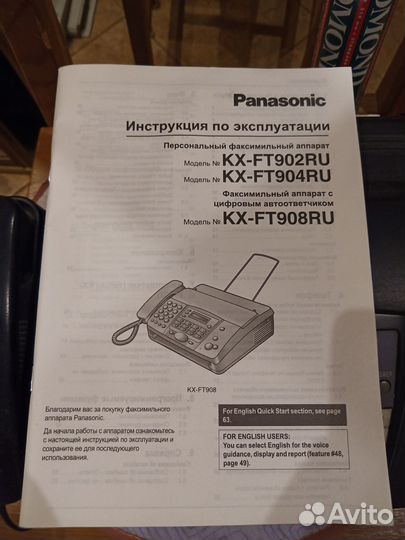 Panasonic
Инструкция по эксплуатации
Персональный факсимильный аппарат
Модель № KX-FT902RU
Модель № KX-FT904RU
Факсимильный аппарат с
цифровым автоответчиком
Модель № KX-FT908RU
KX-FT908
Благодарим вас за покупку факсимильного
аппарата Panasonic.
Да начала работы с аппаратом ознакомьтесь
с настоящей инструкцией по эксплуатации и
сохраните ее для последующего
использования.
For English Quick Start section, see page
63.
FOR ENGLISH USERS:
You can select English for the voice
guidance, display and report (feature #48,
page 49).
Avito